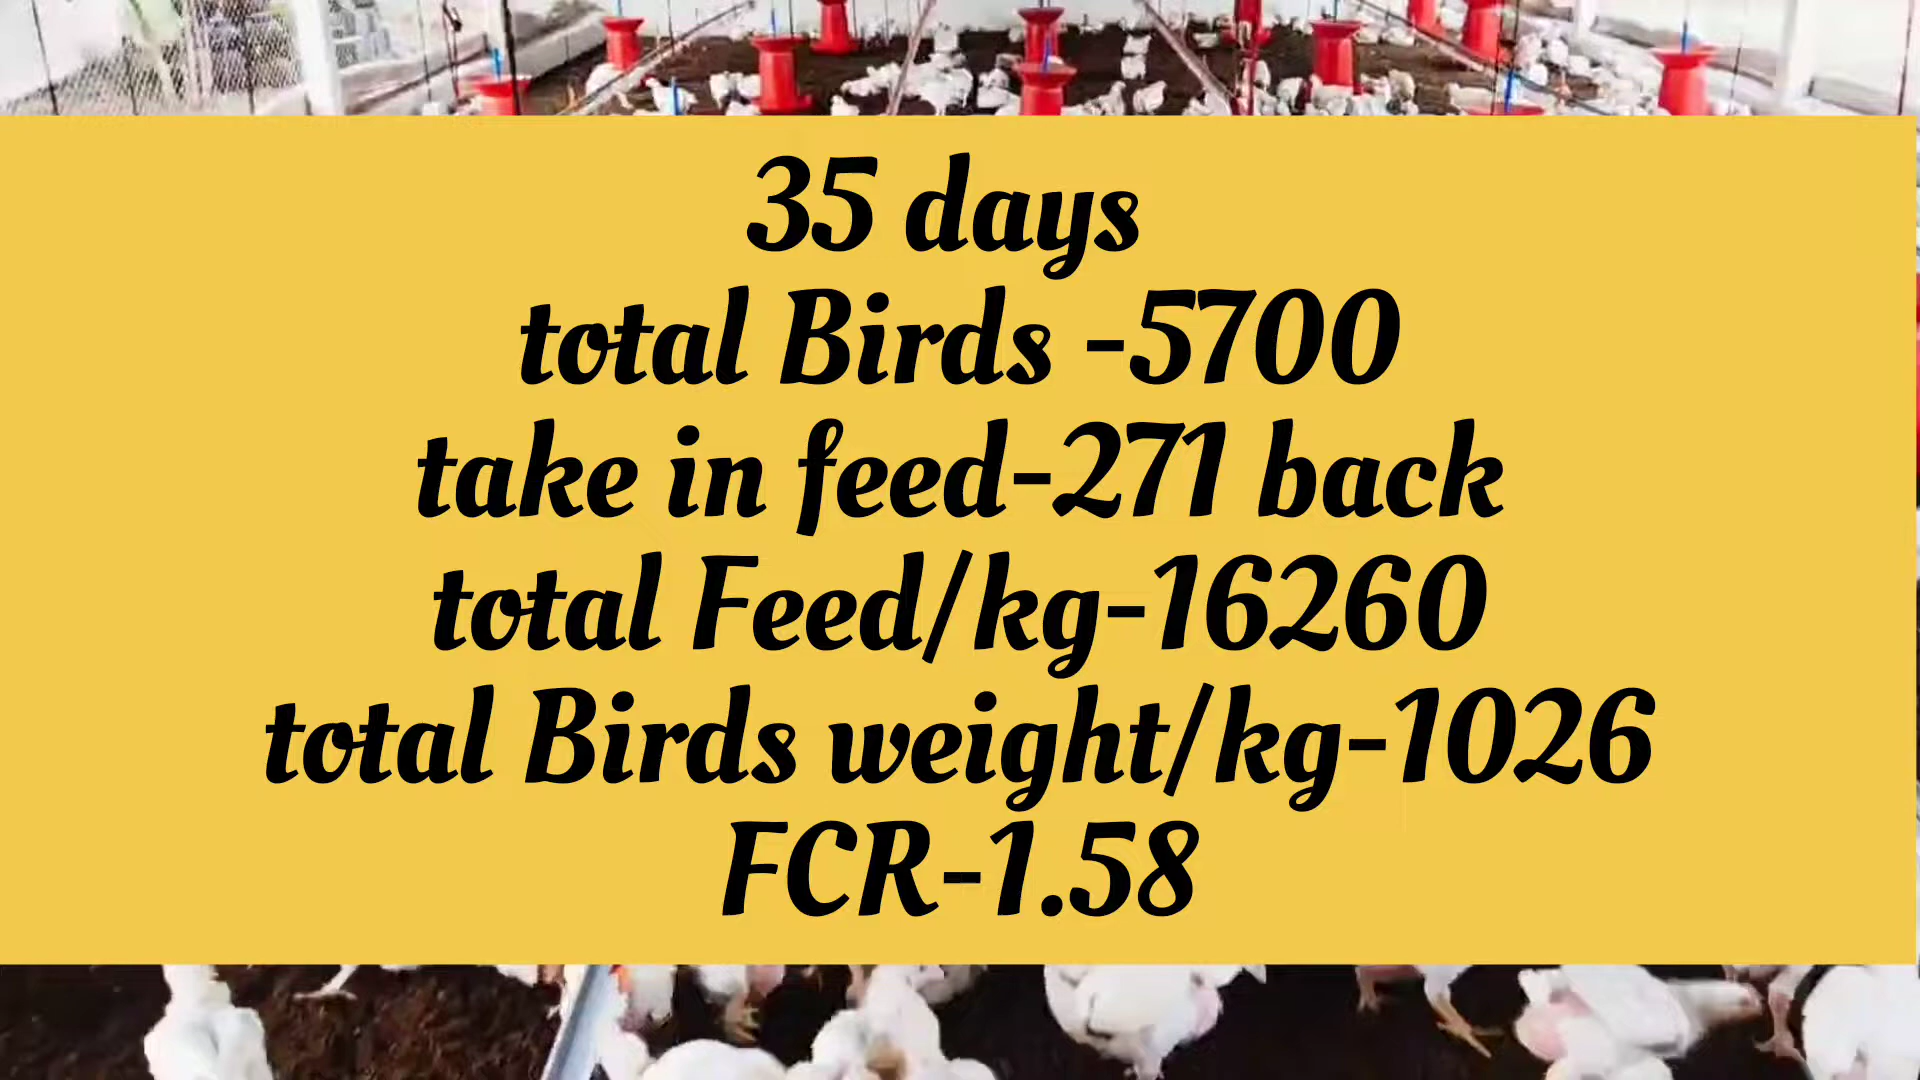 35 days
total Birds -5700
take in feed-271 back
total Feed/kg-16260
total Birds weight/kg-1026
FCR-1.58